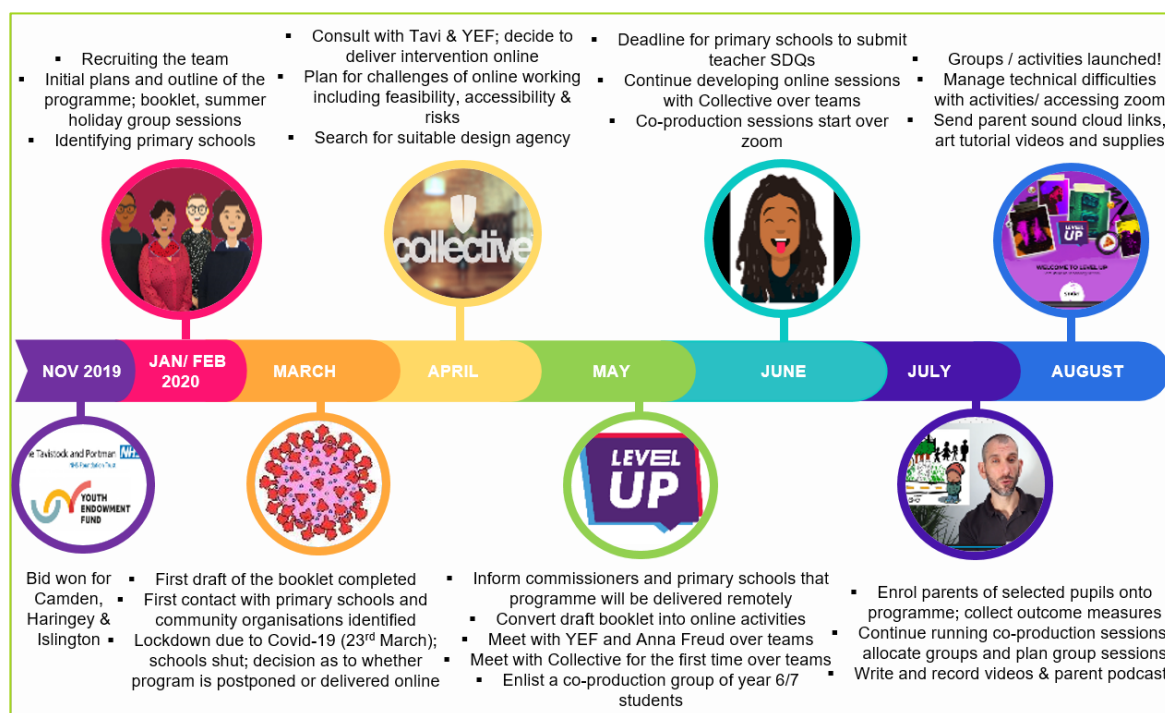 ▪ Recruiting the team
▪ Initial plans and outline of the
programme; booklet, summer
holiday group sessions
▪ Identifying primary schools
▪ Consult with Tavi & YEF; decide to
deliver intervention online
▪ Plan for challenges of online working
including feasibility, accessibility &
risks
▪ Search for suitable design agency
▪ Deadline for primary schools to submit
teacher SDQs
▪ Continue developing online sessions
with Collective over teams
▪ Co-production sessions start over
zoom
▪ Groups / activities launched!
▪ Manage technical difficulties
with activities/ accessing zoom
▪ Send parent sound cloud links,
art tutorial videos and supplies
collective
LEVEL
UP
WELCOME TO LEVEL UP
NOV 2019
JAN/ FEB
2020
MARCH
APRIL
MAY
JUNE
JULY
AUGUST
e Tavistock and Portman NH
NHS Foundation Trust
YOUTH
ENDOWMENT
FUND
LEVEL
UP
Bid won for
Camden,
Haringey &
Islington
▪ First draft of the booklet completed
▪ First contact with primary schools and
community organisations identified
▪ Lockdown due to Covid-19 (23rd March);
schools shut; decision as to whether
program is postponed or delivered online
▪ Inform commissioners and primary schools that
programme will be delivered remotely
▪ Convert draft booklet into online activities
▪ Meet with YEF and Anna Freud over teams
▪ Meet with Collective for the first time over teams
▪ Enlist a co-production group of year 6/7
students
▪ Enrol parents of selected pupils onto
programme; collect outcome measures
▪ Continue running co-production sessions
allocate groups and plan group sessions
▪ Write and record videos & parent podcast